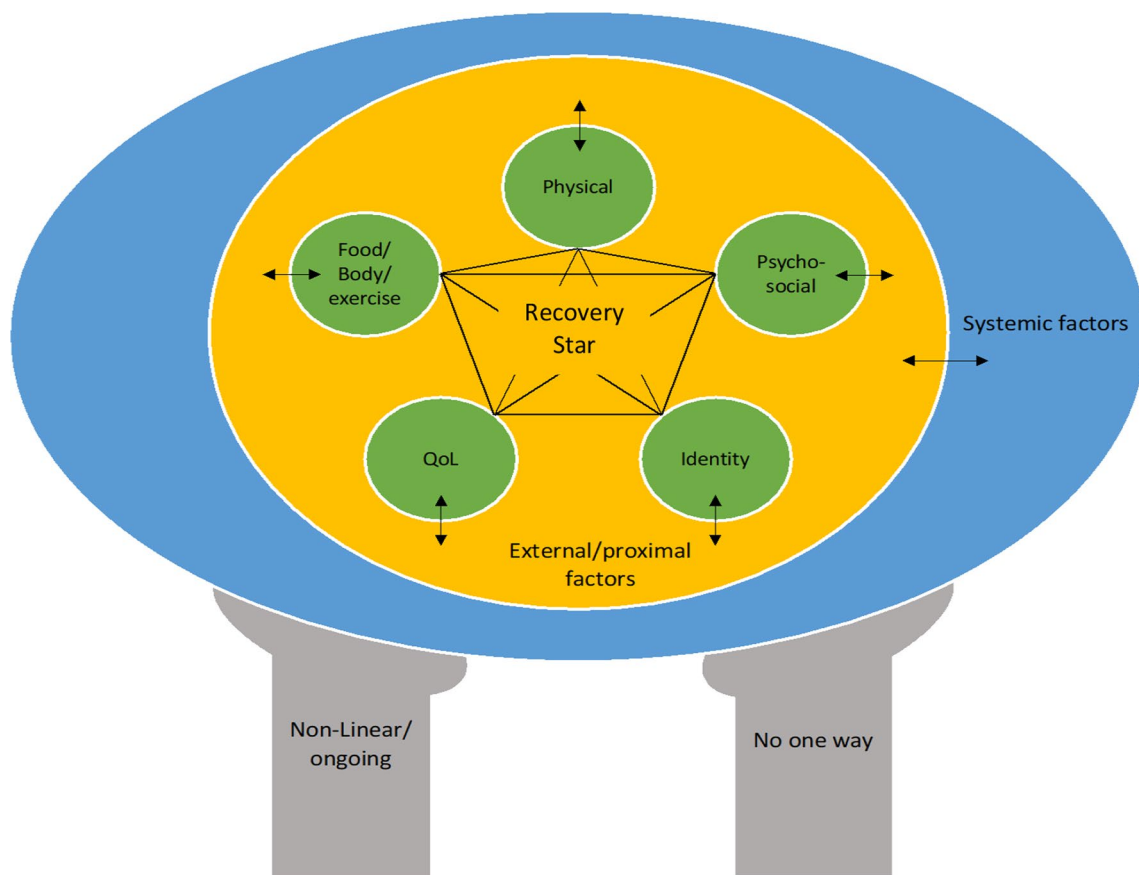 Physical
Food/
Body/
exercise
Psycho-
social
Recovery
Star
Systemic factors
QoL
Identity
External/proximal
factors
Non-Linear/
ongoing
No one way